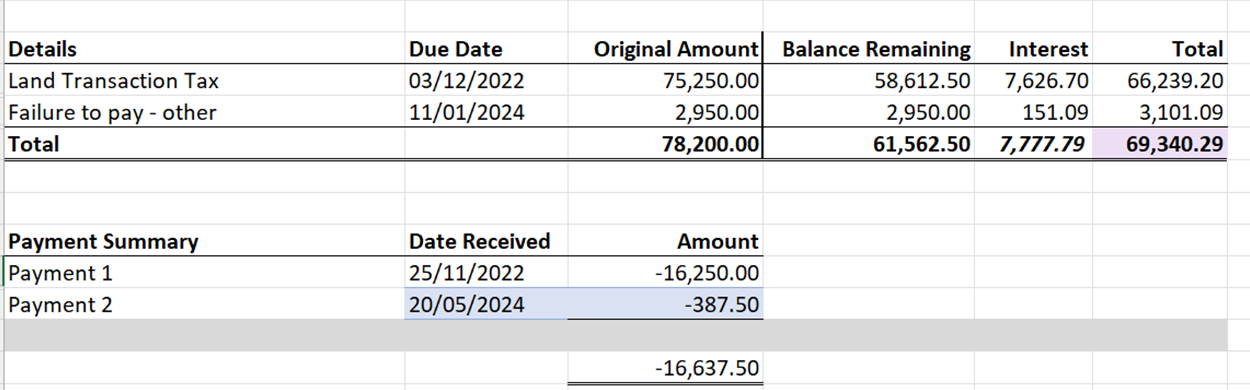 Details Due Date Original Amount Balance Remaining Interest Total
Land Transaction Tax 03/12/2022 75,250.00 58,612.50 7,626.70 66,239.20
Failure to pay - other 11/01/2024 2,950.00 2,950.00 151.09 3,101.09
Total 78,200.00 61,562.50 7,777.79 69,340.29
Payment Summary Date Received Amount
Payment 1 25/11/2022 -16,250.00
Payment 2 20/05/2024 -387.50
-16,637.50